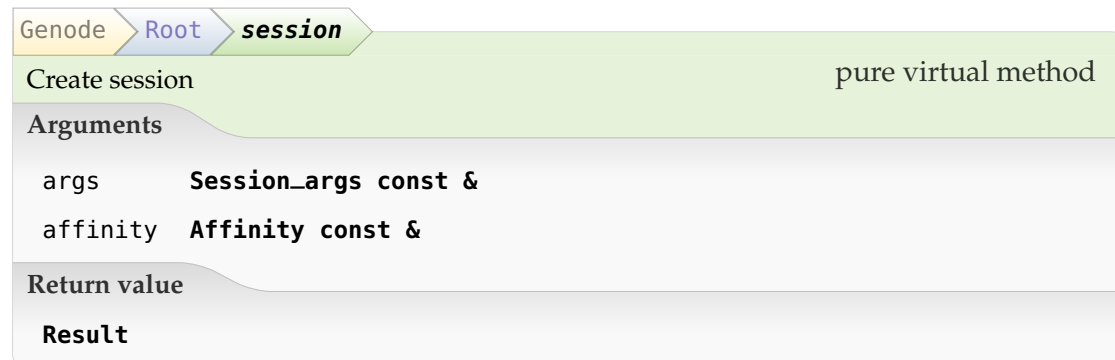 Genode Root session
Create session pure virtual method
Arguments
args Session_args const &
affinity Affinity const &
Return value
Result